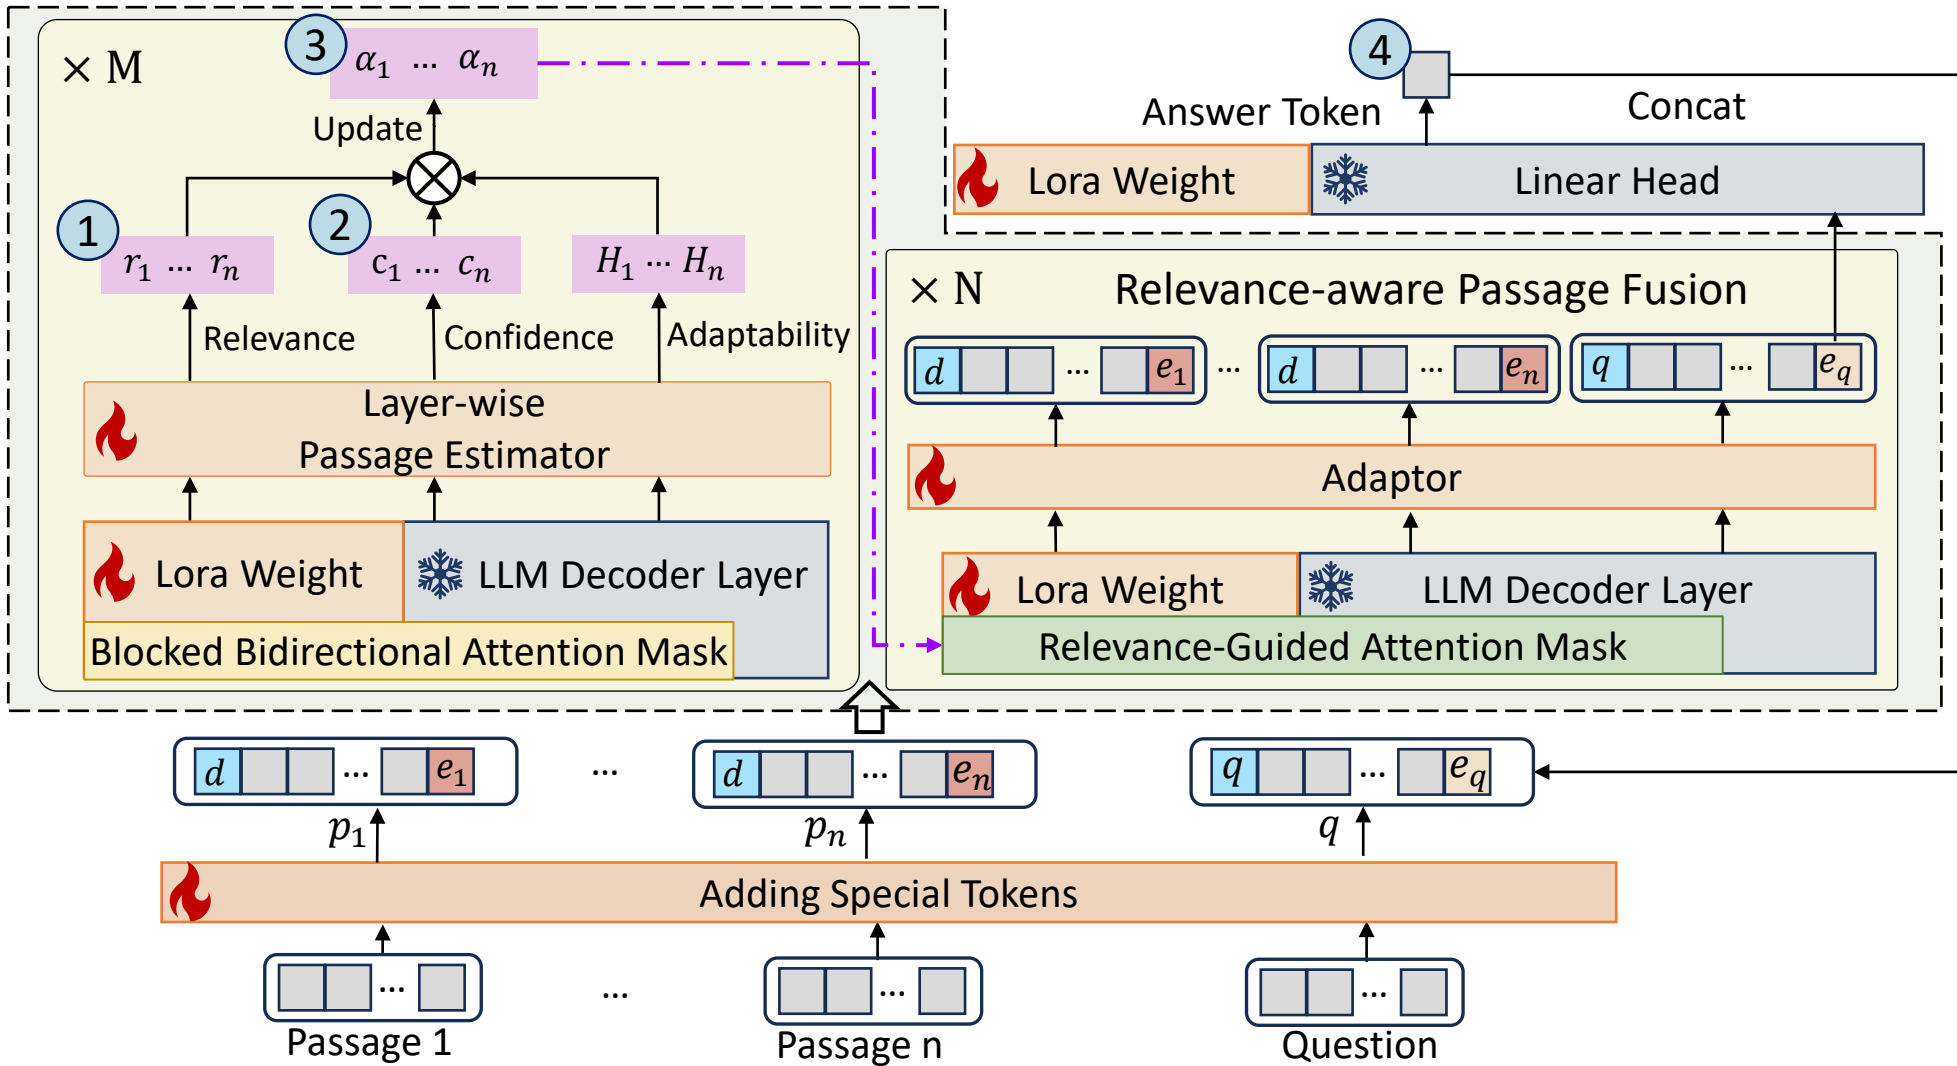 × M
3
α₁ ... αₙ
Update
1
r₁ ... rₙ
2
c₁ ... cₙ
H₁ ... Hₙ
Relevance
Confidence
Adaptability
Layer-wise
Passage Estimator
Lora Weight
LLM Decoder Layer
Blocked Bidirectional Attention Mask
4
Answer Token
Concat
Lora Weight
Linear Head
× N
Relevance-aware Passage Fusion
d ... e₁ ... d ... eₙ q ... e_q
Adaptor
Lora Weight
LLM Decoder Layer
Relevance-Guided Attention Mask
d ... e₁ ... d ... eₙ q ... e_q
p₁ pₙ q
Adding Special Tokens
... ... ... ...
Passage 1 Passage n Question